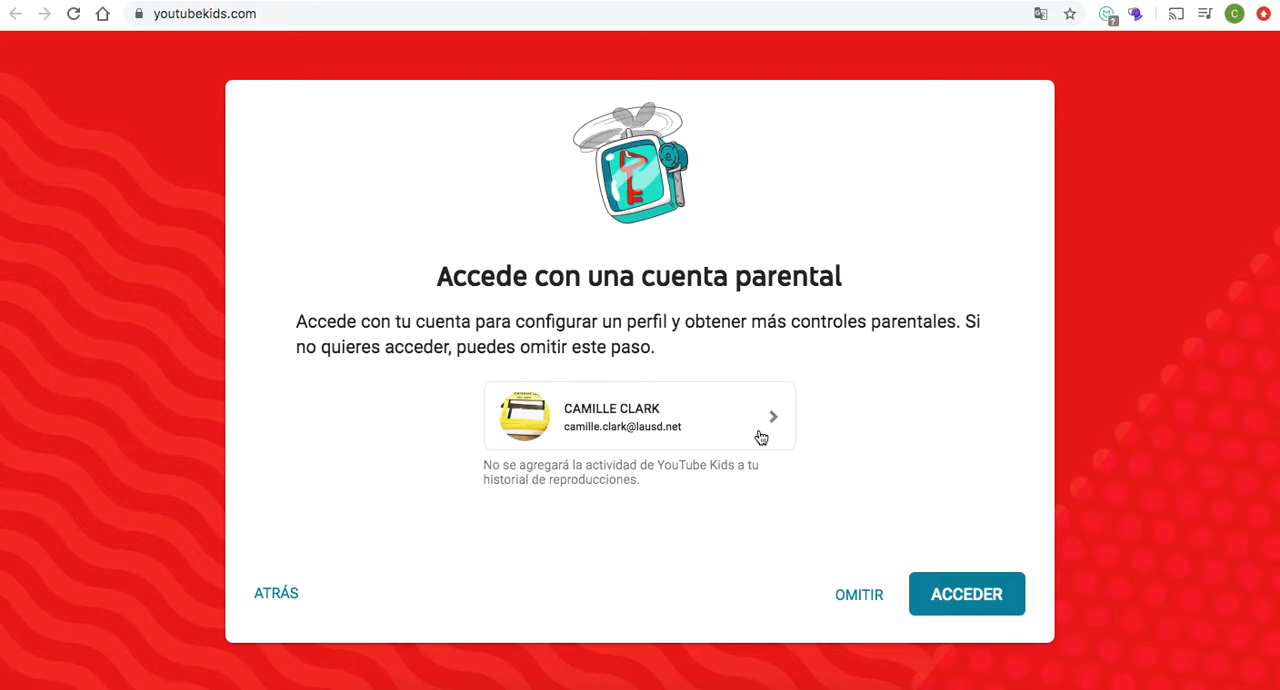 youtubekids.com
C
Accede con una cuenta parental
Accede con tu cuenta para configurar un perfil y obtener más controles parentales. Si
no quieres acceder, puedes omitir este paso.
CAMILLE CLARK
camille.clark@lausd.net
No se agregará la actividad de YouTube Kids a tu
historial de reproducciones.
ATRÁS
OMITIR
ACCEDER